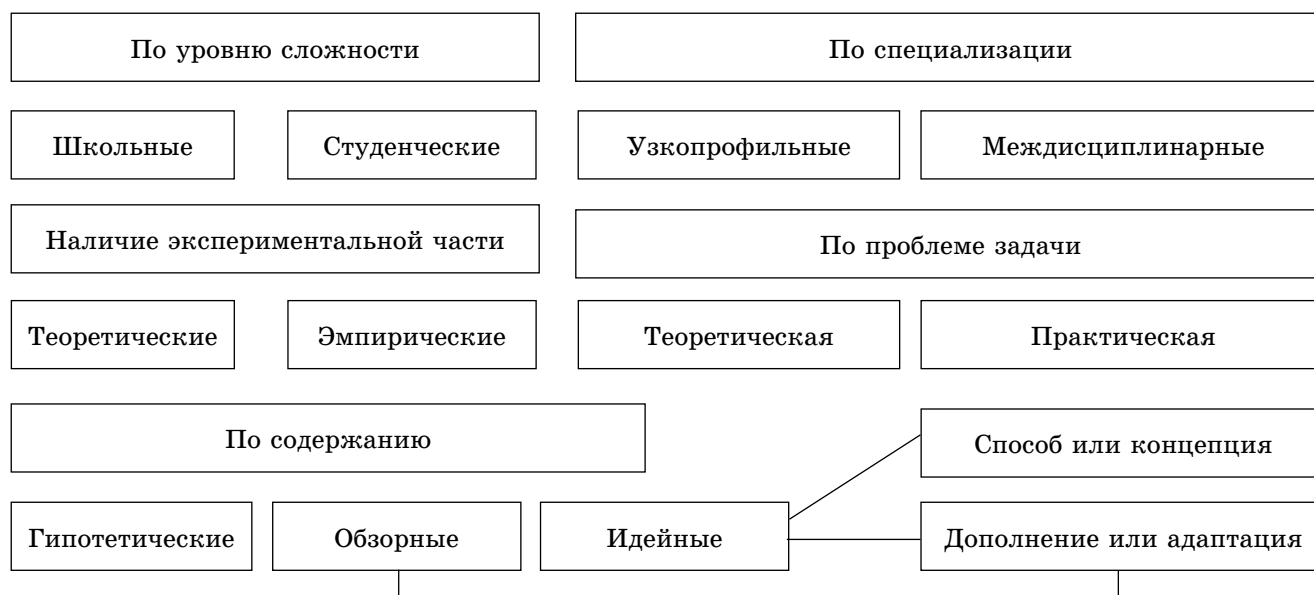 По уровню сложности
По специализации
Школьные
Студенческие
Узкопрофильные
Междисциплинарные
Наличие экспериментальной части
По проблеме задачи
Теоретические
Эмпирические
Теоретическая
Практическая
По содержанию
Способ или концепция
Гипотетические
Обзорные
Идейные
Дополнение или адаптация